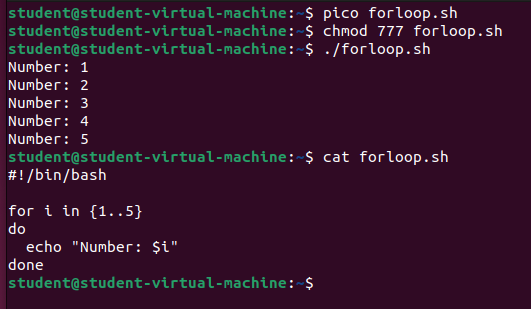 student@student-virtual-machine:~$ pico forloop.sh
student@student-virtual-machine:~$ chmod 777 forloop.sh
student@student-virtual-machine:~$ ./forloop.sh
Number: 1
Number: 2
Number: 3
Number: 4
Number: 5
student@student-virtual-machine:~$ cat forloop.sh
#!/bin/bash

for i in {1..5}
do
  echo "Number: $i"
done
student@student-virtual-machine:~$